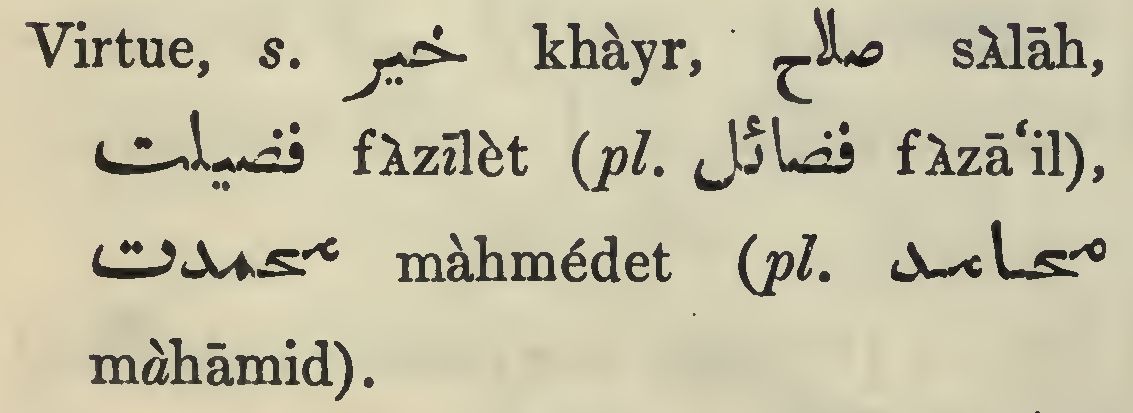 Virtue, s. خير khàyr, صلاح sλlāh,
فضيلت fλzīlèt (pl. فضائل fλzā‘il),
محمدت màhmédet (pl. محامد
màhāmid).